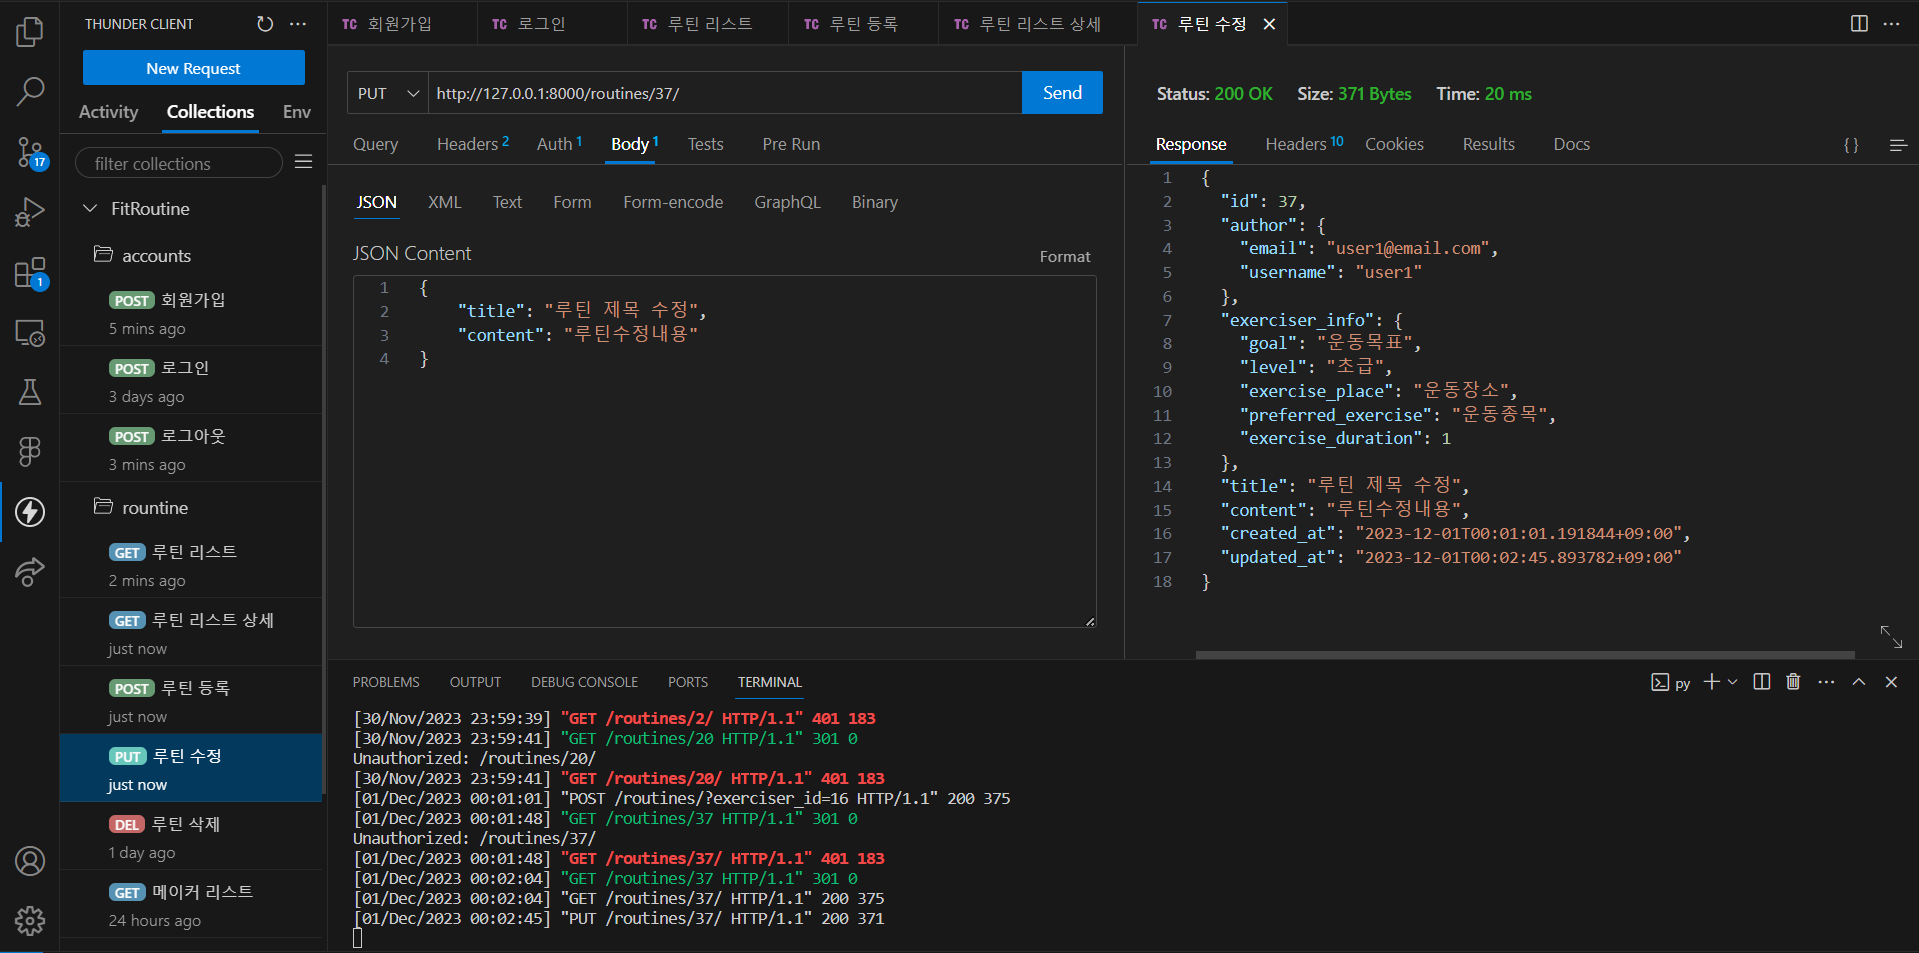 THUNDER CLIENT
New Request
Activity Collections Env
filter collections
FitRoutine
accounts
POST 회원가입
5 mins ago
POST 로그인
3 days ago
POST 로그아웃
3 mins ago
rountine
GET 루틴 리스트
2 mins ago
GET 루틴 리스트 상세
just now
POST 루틴 등록
just now
PUT 루틴 수정
just now
DEL 루틴 삭제
1 day ago
GET 메이커 리스트
24 hours ago
17
1
TC 회원가입 TC 로그인 TC 루틴 리스트 TC 루틴 등록 TC 루틴 리스트 상세 TC 루틴 수정
PUT http://127.0.0.1:8000/routines/37/ Send
Query Headers 2 Auth 1 Body 1 Tests Pre Run
JSON XML Text Form Form-encode GraphQL Binary
JSON Content Format
1 {
2 "title": "루틴 제목 수정",
3 "content": "루틴수정내용"
4 }
Status: 200 OK Size: 371 Bytes Time: 20 ms
Response Headers 10 Cookies Results Docs { }
1 {
2 "id": 37,
3 "author": {
4 "email": "user1@email.com",
5 "username": "user1"
6 },
7 "exerciser_info": {
8 "goal": "운동목표",
9 "level": "초급",
10 "exercise_place": "운동장소",
11 "preferred_exercise": "운동종목",
12 "exercise_duration": 1
13 },
14 "title": "루틴 제목 수정",
15 "content": "루틴수정내용",
16 "created_at": "2023-12-01T00:01:01.191844+09:00",
17 "updated_at": "2023-12-01T00:02:45.893782+09:00"
18 }
PROBLEMS OUTPUT DEBUG CONSOLE PORTS TERMINAL py
[30/Nov/2023 23:59:39] "GET /routines/2/ HTTP/1.1" 401 183
[30/Nov/2023 23:59:41] "GET /routines/20 HTTP/1.1" 301 0
Unauthorized: /routines/20/
[30/Nov/2023 23:59:41] "GET /routines/20/ HTTP/1.1" 401 183
[01/Dec/2023 00:01:01] "POST /routines/?exerciser_id=16 HTTP/1.1" 200 375
[01/Dec/2023 00:01:48] "GET /routines/37 HTTP/1.1" 301 0
Unauthorized: /routines/37/
[01/Dec/2023 00:01:48] "GET /routines/37/ HTTP/1.1" 401 183
[01/Dec/2023 00:02:04] "GET /routines/37 HTTP/1.1" 301 0
[01/Dec/2023 00:02:04] "GET /routines/37/ HTTP/1.1" 200 375
[01/Dec/2023 00:02:45] "PUT /routines/37/ HTTP/1.1" 200 371